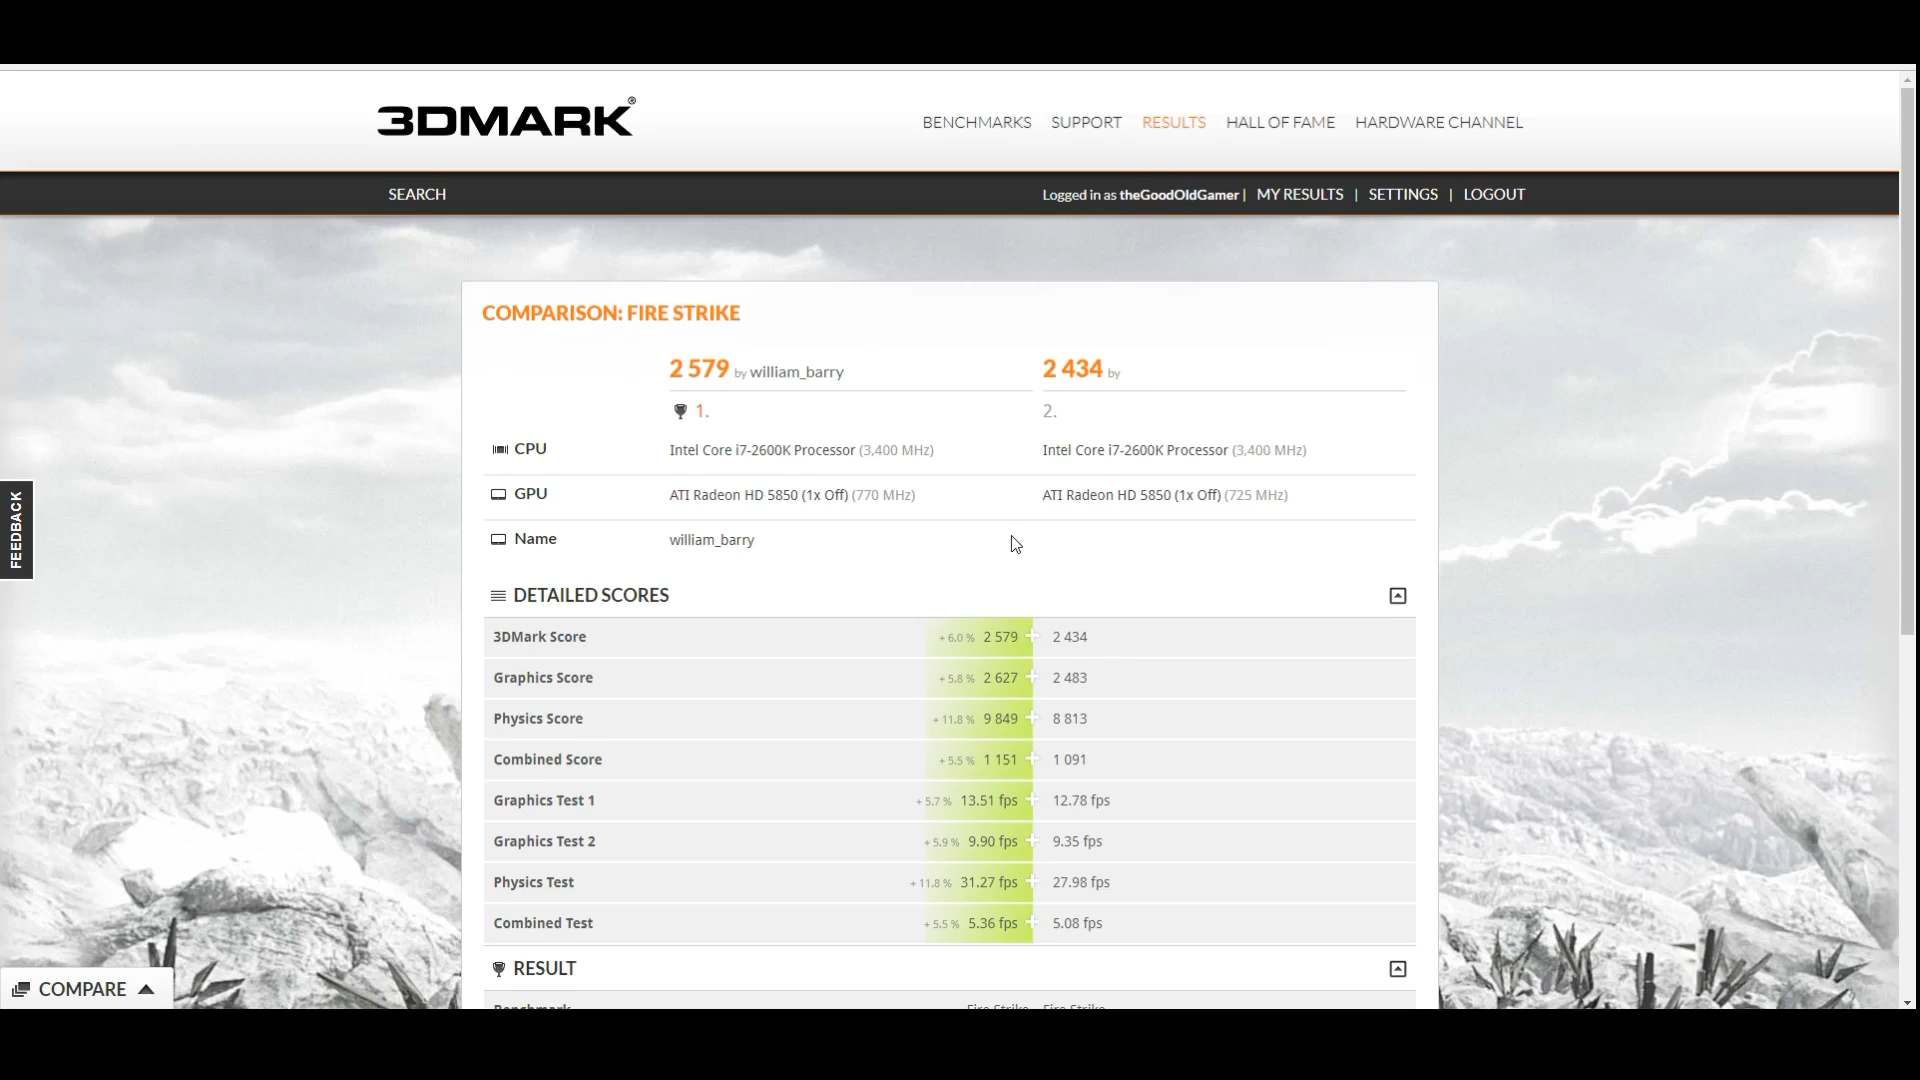 3DMARK®
BENCHMARKS SUPPORT RESULTS HALL OF FAME HARDWARE CHANNEL
SEARCH
Logged in as theGoodOldGamer | MY RESULTS | SETTINGS | LOGOUT
COMPARISON: FIRE STRIKE
2 579 by william_barry 2 434 by
1. 2.
CPU Intel Core i7-2600K Processor (3,400 MHz) Intel Core i7-2600K Processor (3,400 MHz)
GPU ATI Radeon HD 5850 (1x Off) (770 MHz) ATI Radeon HD 5850 (1x Off) (725 MHz)
Name william_barry
FEEDBACK
DETAILED SCORES
3DMark Score + 6.0 % 2 579 2 434
Graphics Score + 5.8 % 2 627 2 483
Physics Score + 11.8 % 9 849 8 813
Combined Score + 5.5 % 1 151 1 091
Graphics Test 1 + 5.7 % 13.51 fps 12.78 fps
Graphics Test 2 + 5.9 % 9.90 fps 9.35 fps
Physics Test + 11.8 % 31.27 fps 27.98 fps
Combined Test + 5.5 % 5.36 fps 5.08 fps
RESULT
COMPARE
Benchmark Fire Strike Fire Strike